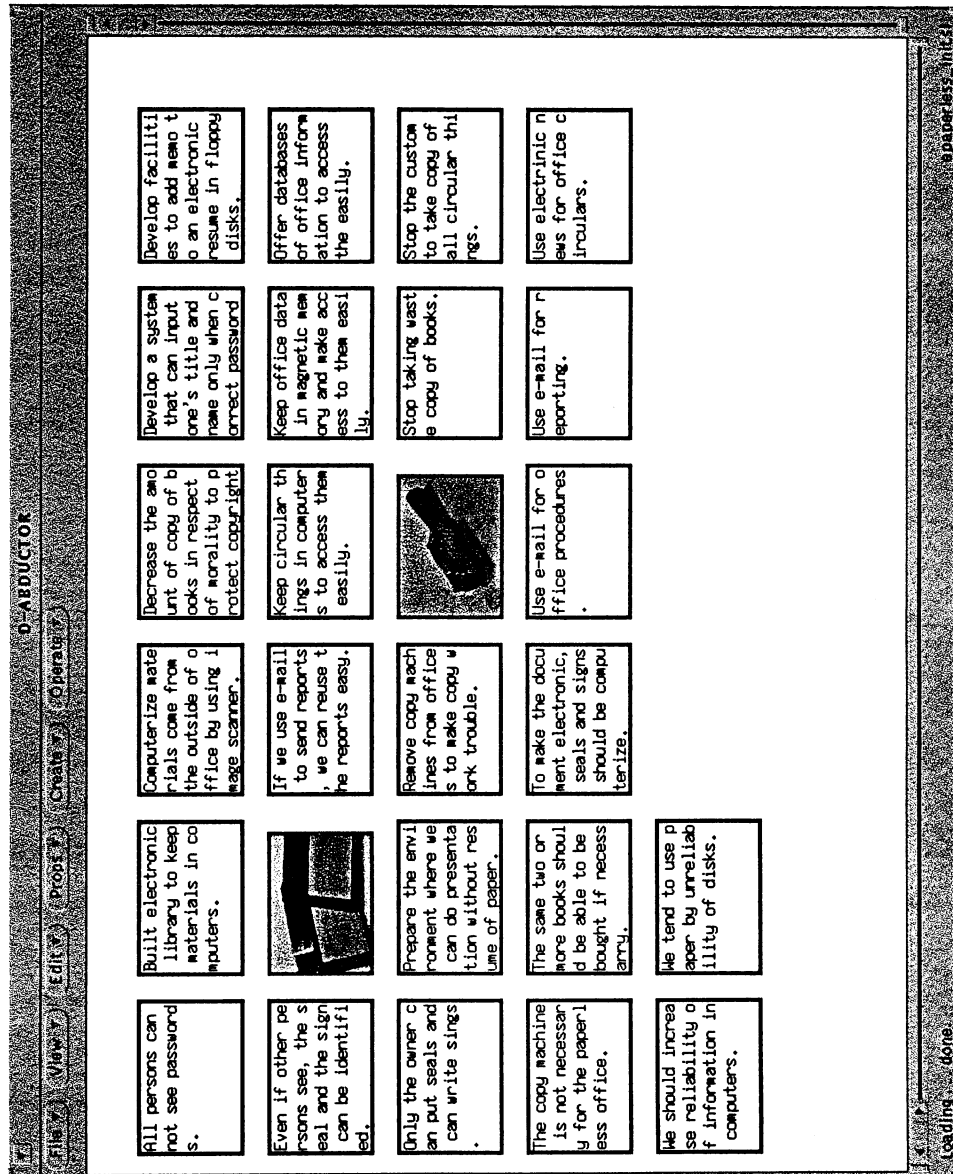 D-ABDUCTOR
File View Edit Props Create Operate
All persons can
not see password
s.
Built electronic
library to keep
materials in co
mputers.
Computerize mate
rials come from
the outside of o
ffice by using i
mage scanner.
Decrease the amo
unt of copy of b
ooks in respect
of morality to p
rotect copyright
Develop a system
that can input
one's title and
name only when c
orrect password
Develop faciliti
es to add memo t
o an electronic
resume in floppy
disks.
Even if other pe
rsons see, the s
eal and the sign
can be identifi
ed.
If we use e-mail
to send reports
, we can reuse t
he reports easy.
Keep circular th
ings in computer
s to access them
easily.
Keep office data
in magnetic mem
ory and make acc
ess to them easi
ly.
Offer databases
of office inform
ation to access
the easily.
Only the owner c
an put seals and
can write sings
.
Prepare the envi
ronment where we
can do presenta
tion without res
ume of paper.
Remove copy mach
ines from office
s to make copy w
ork trouble.
Stop taking wast
e copy of books.
Stop the custom
to take copy of
all circular thi
ngs.
The copy machine
is not necessar
y for the paperl
ess office.
The same two or
more books shoul
d be able to be
bought if necess
arry.
To make the docu
ment electronic,
seals and signs
should be compu
terize.
Use e-mail for o
ffice procedures
.
Use e-mail for r
eporting.
Use electrinic n
ews for office c
irculars.
We should increa
se reliability o
f information in
computers.
We tend to use p
aper by unreliab
ility of disks.
Loading... done.